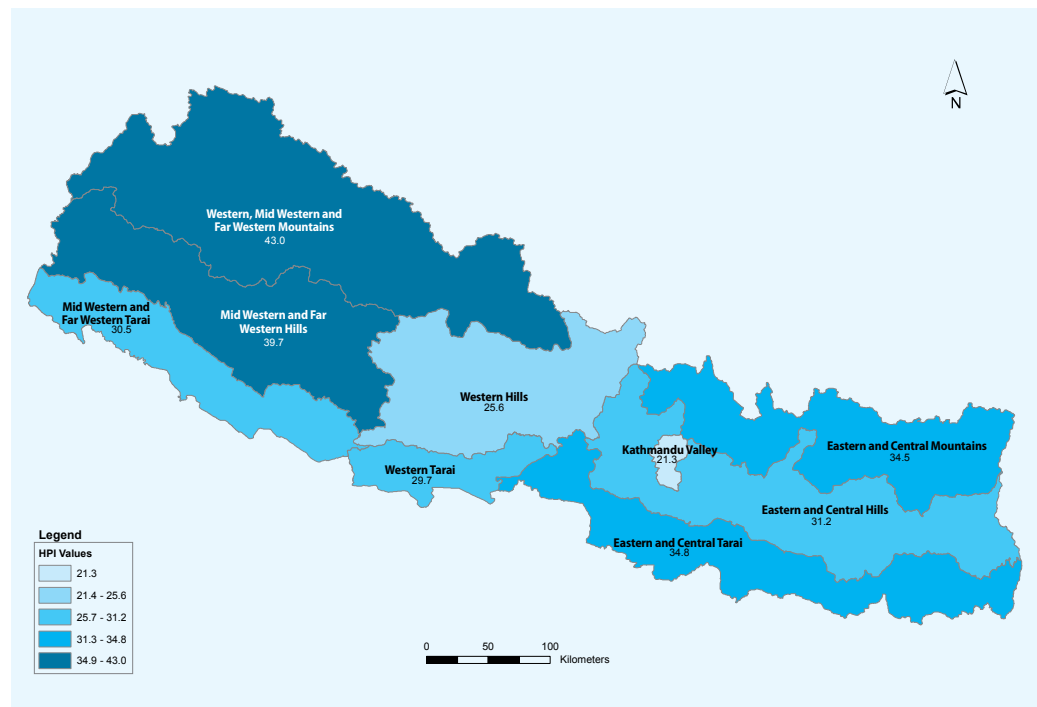 N
Western, Mid Western and
Far Western Mountains
43.0
Mid Western and
Far Western Tarai
30.5
Mid Western and Far
Western Hills
39.7
Western Hills
25.6
Kathmandu Valley
21.3
Eastern and Central Mountains
34.5
Western Tarai
29.7
Eastern and Central Hills
31.2
Eastern and Central Tarai
34.8
Legend
HPI Values
21.3
21.4 - 25.6
25.7 - 31.2
31.3 - 34.8
34.9 - 43.0
0 50 100
Kilometers